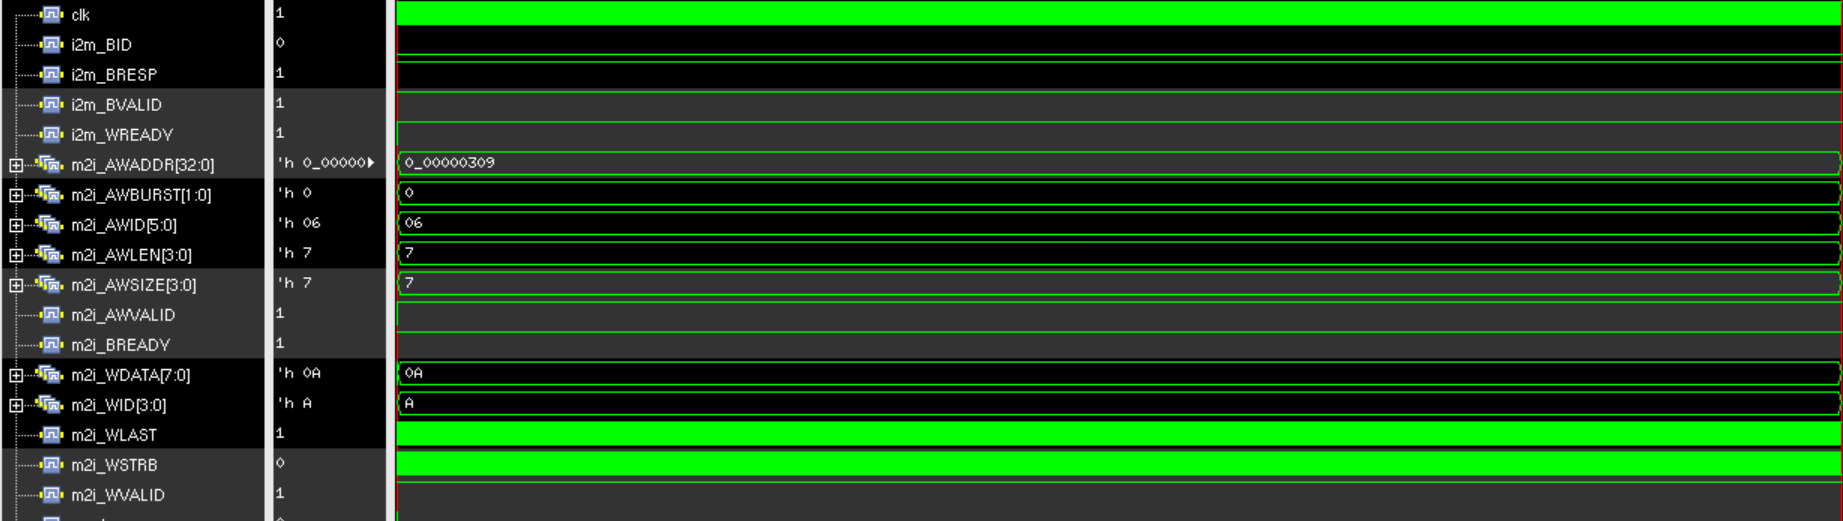 clk 1
i2m_BID 0
i2m_BRESP 1
i2m_BVALID 1
i2m_WREADY 1
m2i_AWADDR[32:0] 'h 0_00000 0_00000309
m2i_AWBURST[1:0] 'h 0 0
m2i_AWID[5:0] 'h 06 06
m2i_AWLEN[3:0] 'h 7 7
m2i_AWSIZE[3:0] 'h 7 7
m2i_AWVALID 1
m2i_BREADY 1
m2i_WDATA[7:0] 'h 0A 0A
m2i_WID[3:0] 'h A A
m2i_WLAST 1
m2i_WSTRB 0
m2i_WVALID 1